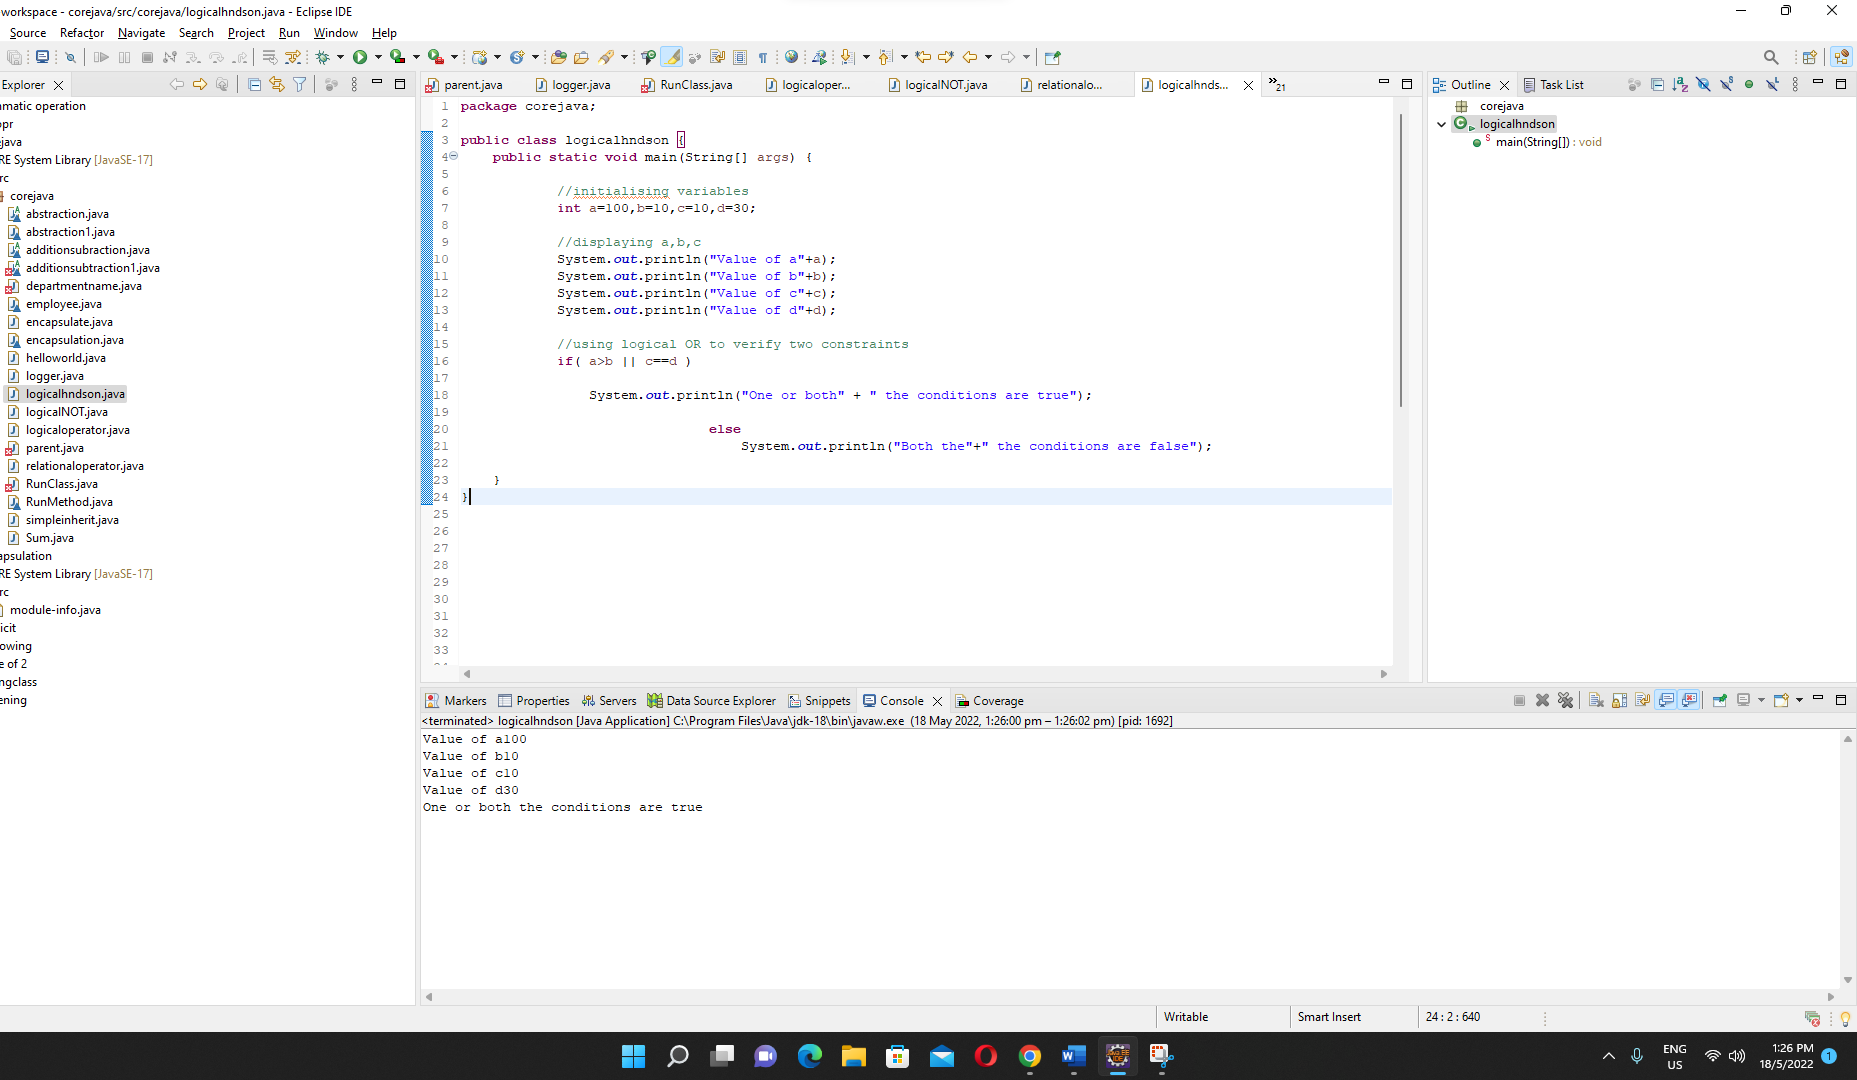 workspace - corejava/src/corejava/logicalhndson.java - Eclipse IDE
Source Refactor Navigate Search Project Run Window Help
Explorer
parent.java logger.java RunClass.java logicaloper... logicalNOT.java relationalo... logicalhnds... »21
Outline Task List
matic operation
opr
java
RE System Library [JavaSE-17]
rc
corejava
abstraction.java
abstraction1.java
additionsubraction.java
additionsubtraction1.java
departmentname.java
employee.java
encapsulate.java
encapsulation.java
helloworld.java
logger.java
logicalhndson.java
logicalNOT.java
logicaloperator.java
parent.java
relationaloperator.java
RunClass.java
RunMethod.java
simpleinherit.java
Sum.java
apsulation
RE System Library [JavaSE-17]
rc
module-info.java
icit
owing
e of 2
ngclass
ening
1 package corejava;
2
3 public class logicalhndson {
4 public static void main(String[] args) {
5
6 //initialising variables
7 int a=100,b=10,c=10,d=30;
8
9 //displaying a,b,c
10 System.out.println("Value of a"+a);
11 System.out.println("Value of b"+b);
12 System.out.println("Value of c"+c);
13 System.out.println("Value of d"+d);
14
15 //using logical OR to verify two constraints
16 if( a>b || c==d )
17
18 System.out.println("One or both" + " the conditions are true");
19
20 else
21 System.out.println("Both the"+" the conditions are false");
22
23 }
24 }
25
26
27
28
29
30
31
32
33
corejava
logicalhndson
main(String[]) : void
Markers Properties Servers Data Source Explorer Snippets Console Coverage
<terminated> logicalhndson [Java Application] C:\Program Files\Java\jdk-18\bin\javaw.exe (18 May 2022, 1:26:00 pm – 1:26:02 pm) [pid: 1692]
Value of a100
Value of b10
Value of c10
Value of d30
One or both the conditions are true
Writable Smart Insert 24 : 2 : 640
ENG
US
1:26 PM
18/5/2022
1